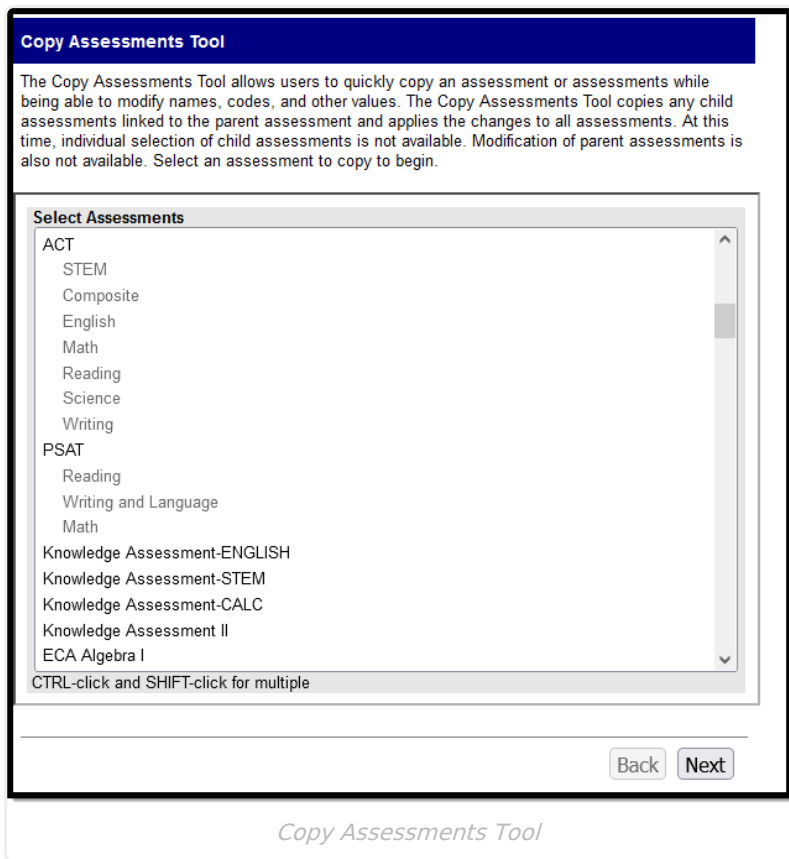 Copy Assessments Tool
The Copy Assessments Tool allows users to quickly copy an assessment or assessments while
being able to modify names, codes, and other values. The Copy Assessments Tool copies any child
assessments linked to the parent assessment and applies the changes to all assessments. At this
time, individual selection of child assessments is not available. Modification of parent assessments is
also not available. Select an assessment to copy to begin.
Select Assessments
ACT
STEM
Composite
English
Math
Reading
Science
Writing
PSAT
Reading
Writing and Language
Math
Knowledge Assessment-ENGLISH
Knowledge Assessment-STEM
Knowledge Assessment-CALC
Knowledge Assessment II
ECA Algebra I
CTRL-click and SHIFT-click for multiple
Back Next
Copy Assessments Tool